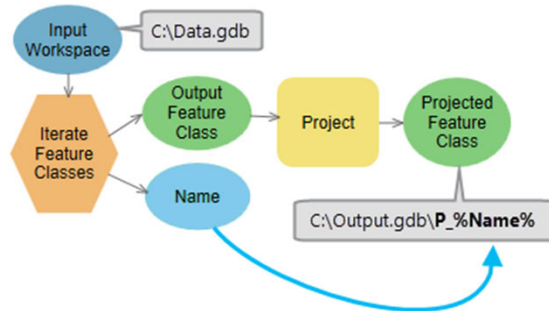 Input
Workspace
C:\Data.gdb
Iterate
Feature
Classes
Output
Feature
Class
Project
Projected
Feature
Class
Name
C:\Output.gdb\P_%Name%